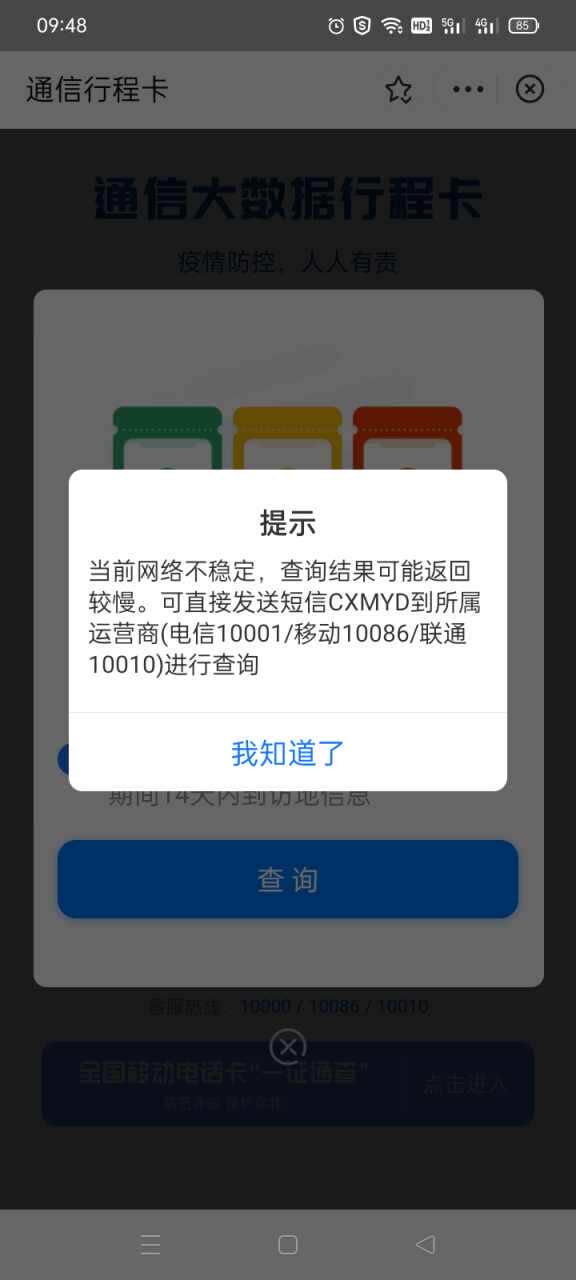 09:48
HD 5G 4G 85
通信行程卡
通信大数据行程卡
疫情防控，人人有责
提示
当前网络不稳定，查询结果可能返回
较慢。可直接发送短信CXMYD到所属
运营商(电信10001/移动10086/联通
10010)进行查询
我知道了
期间14天内到访地信息
查 询
客服热线：10000 / 10086 / 10010
全国移动电话卡"一证通查"
点击进入